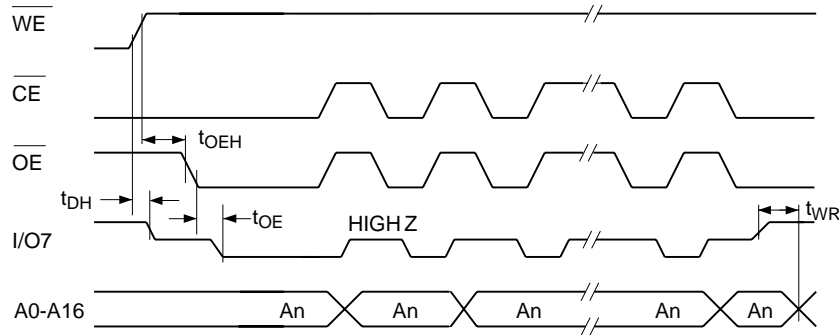 WE
CE
OE
tOEH
tDH
tOE
HIGH Z
tWR
I/O7
A0-A16
An
An
An
An
An